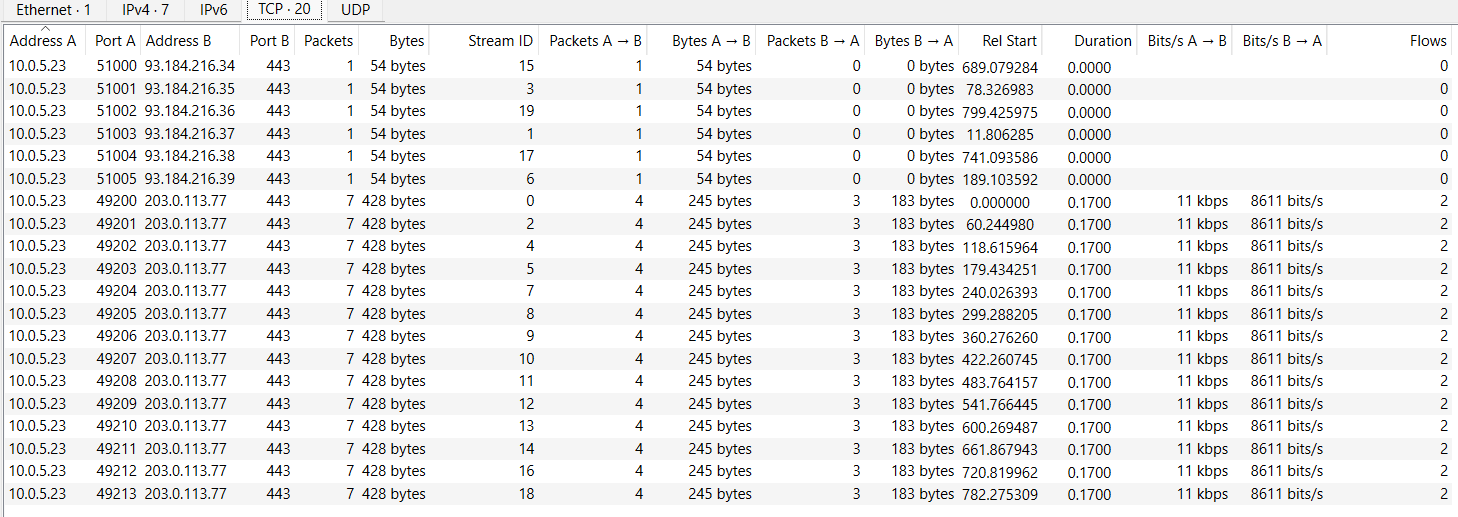 Ethernet · 1 IPv4 · 7 IPv6 TCP · 20 UDP
Address A Port A Address B Port B Packets Bytes Stream ID Packets A → B Bytes A → B Packets B → A Bytes B → A Rel Start Duration Bits/s A → B Bits/s B → A Flows
10.0.5.23 51000 93.184.216.34 443 1 54 bytes 15 1 54 bytes 0 0 bytes 689.079284 0.0000 0
10.0.5.23 51001 93.184.216.35 443 1 54 bytes 3 1 54 bytes 0 0 bytes 78.326983 0.0000 0
10.0.5.23 51002 93.184.216.36 443 1 54 bytes 19 1 54 bytes 0 0 bytes 799.425975 0.0000 0
10.0.5.23 51003 93.184.216.37 443 1 54 bytes 1 1 54 bytes 0 0 bytes 11.806285 0.0000 0
10.0.5.23 51004 93.184.216.38 443 1 54 bytes 17 1 54 bytes 0 0 bytes 741.093586 0.0000 0
10.0.5.23 51005 93.184.216.39 443 1 54 bytes 6 1 54 bytes 0 0 bytes 189.103592 0.0000 0
10.0.5.23 49200 203.0.113.77 443 7 428 bytes 0 4 245 bytes 3 183 bytes 0.000000 0.1700 11 kbps 8611 bits/s 2
10.0.5.23 49201 203.0.113.77 443 7 428 bytes 2 4 245 bytes 3 183 bytes 60.244980 0.1700 11 kbps 8611 bits/s 2
10.0.5.23 49202 203.0.113.77 443 7 428 bytes 4 4 245 bytes 3 183 bytes 118.615964 0.1700 11 kbps 8611 bits/s 2
10.0.5.23 49203 203.0.113.77 443 7 428 bytes 5 4 245 bytes 3 183 bytes 179.434251 0.1700 11 kbps 8611 bits/s 2
10.0.5.23 49204 203.0.113.77 443 7 428 bytes 7 4 245 bytes 3 183 bytes 240.026393 0.1700 11 kbps 8611 bits/s 2
10.0.5.23 49205 203.0.113.77 443 7 428 bytes 8 4 245 bytes 3 183 bytes 299.288205 0.1700 11 kbps 8611 bits/s 2
10.0.5.23 49206 203.0.113.77 443 7 428 bytes 9 4 245 bytes 3 183 bytes 360.276260 0.1700 11 kbps 8611 bits/s 2
10.0.5.23 49207 203.0.113.77 443 7 428 bytes 10 4 245 bytes 3 183 bytes 422.260745 0.1700 11 kbps 8611 bits/s 2
10.0.5.23 49208 203.0.113.77 443 7 428 bytes 11 4 245 bytes 3 183 bytes 483.764157 0.1700 11 kbps 8611 bits/s 2
10.0.5.23 49209 203.0.113.77 443 7 428 bytes 12 4 245 bytes 3 183 bytes 541.766445 0.1700 11 kbps 8611 bits/s 2
10.0.5.23 49210 203.0.113.77 443 7 428 bytes 13 4 245 bytes 3 183 bytes 600.269487 0.1700 11 kbps 8611 bits/s 2
10.0.5.23 49211 203.0.113.77 443 7 428 bytes 14 4 245 bytes 3 183 bytes 661.867943 0.1700 11 kbps 8611 bits/s 2
10.0.5.23 49212 203.0.113.77 443 7 428 bytes 16 4 245 bytes 3 183 bytes 720.819962 0.1700 11 kbps 8611 bits/s 2
10.0.5.23 49213 203.0.113.77 443 7 428 bytes 18 4 245 bytes 3 183 bytes 782.275309 0.1700 11 kbps 8611 bits/s 2